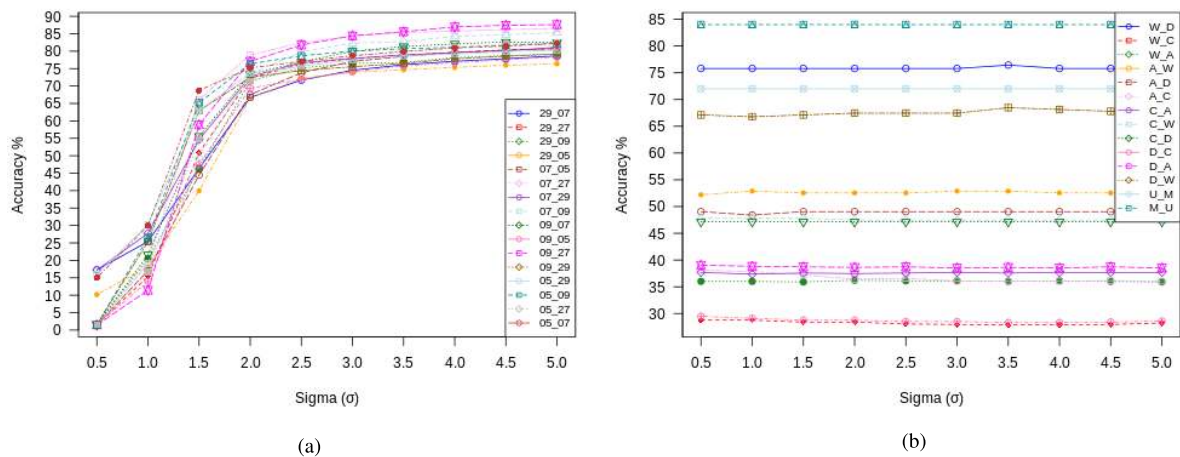 90
85
80
75
70
65
60
55
50
45
40
35
30
25
20
15
10
5
0
Accuracy %
0.5 1.0 1.5 2.0 2.5 3.0 3.5 4.0 4.5 5.0
Sigma (σ)
29_07
29_27
29_09
29_05
07_05
07_27
07_29
07_09
09_07
09_05
09_27
09_29
05_29
05_09
05_27
05_07
(a)
85
80
75
70
65
60
55
50
45
40
35
30
Accuracy %
0.5 1.0 1.5 2.0 2.5 3.0 3.5 4.0 4.5 5.0
Sigma (σ)
W_D
W_C
W_A
A_W
A_D
A_C
C_A
C_W
C_D
D_C
D_A
D_W
U_M
M_U
(b)